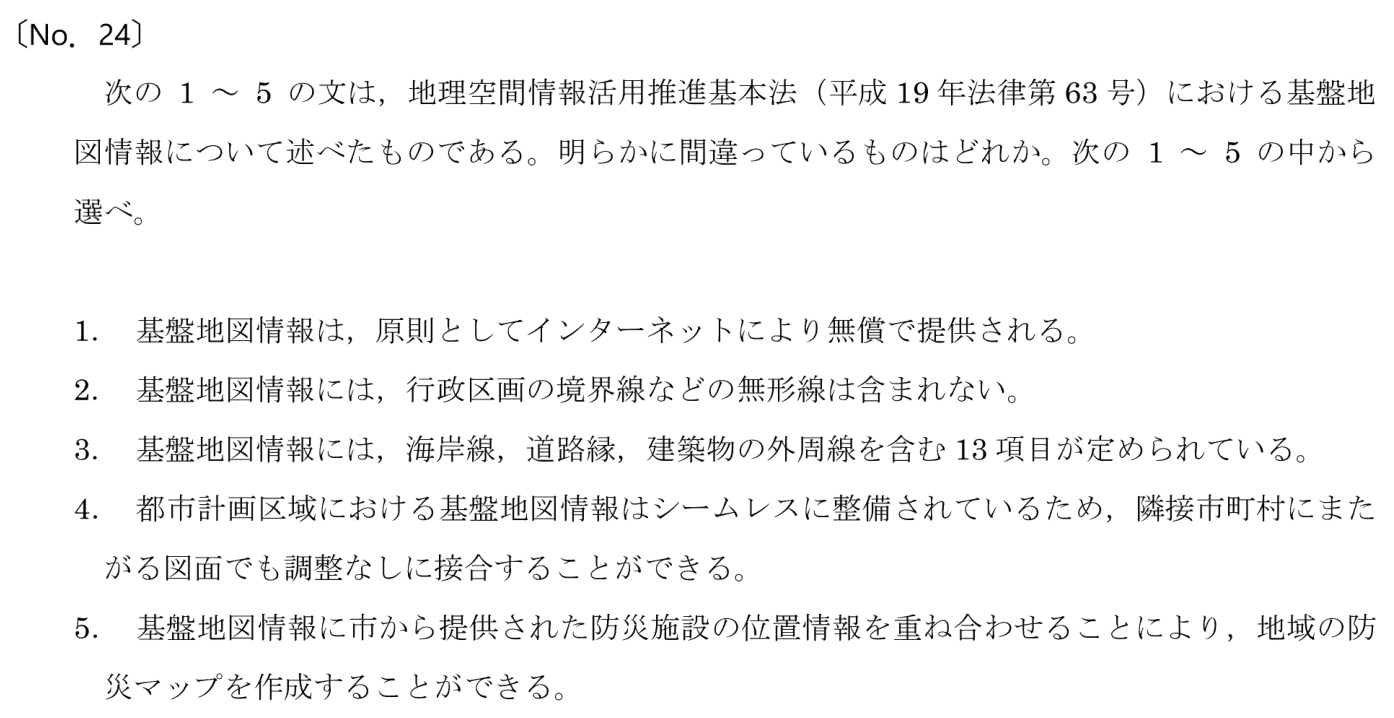 〔No．24〕
次の 1 ～ 5 の文は，地理空間情報活用推進基本法（平成 19 年法律第 63 号）における基盤地
図情報について述べたものである。明らかに間違っているものはどれか。次の 1 ～ 5 の中から
選べ。
1． 基盤地図情報は，原則としてインターネットにより無償で提供される。
2． 基盤地図情報には，行政区画の境界線などの無形線は含まれない。
3． 基盤地図情報には，海岸線，道路縁，建築物の外周線を含む 13 項目が定められている。
4． 都市計画区域における基盤地図情報はシームレスに整備されているため，隣接市町村にまた
がる図面でも調整なしに接合することができる。
5． 基盤地図情報に市から提供された防災施設の位置情報を重ね合わせることにより，地域の防
災マップを作成することができる。